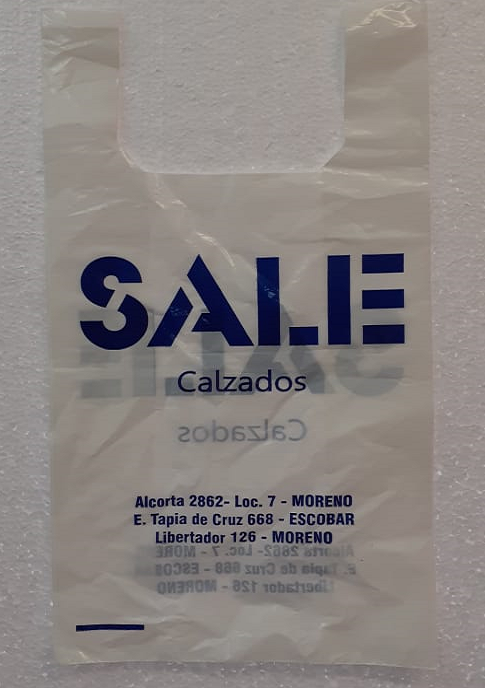 SALE
Calzados
Alcorta 2862- Loc. 7 - MORENO
E. Tapia de Cruz 668 - ESCOBAR
Libertador 126 - MORENO